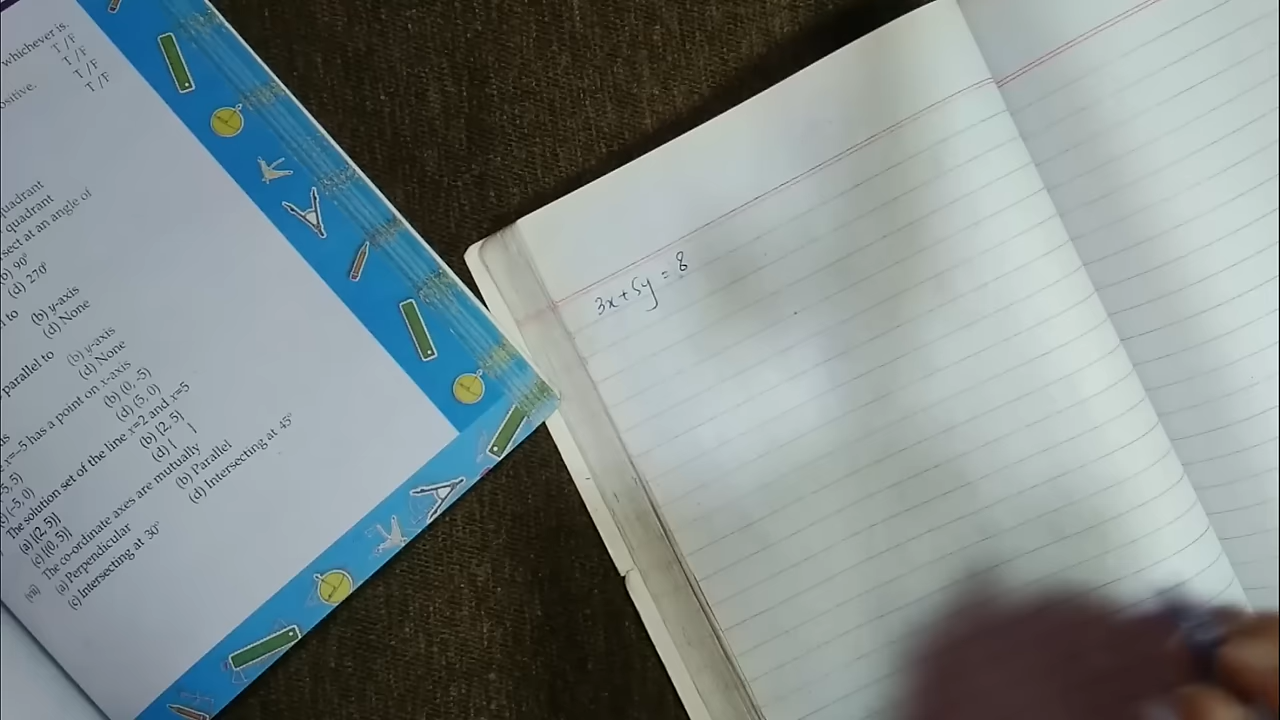 whichever is.
T/F
T/F
ositive. T/F
T/F
quadrant
quadrant
sect at an angle of
(b) 90°
(d) 270°
to
(b) y-axis
(d) None
parallel to
(b) y-axis
(d) None
x=-5 has a point on x-axis
(b) (0, -5)
(d) (5, 0)
-5, 5)
(-5, 0)
The solution set of the line x=2 and x=5
(a) {(2, 5)} (b) {2, 5}
(c) {(0, 5)} (d) { }
(vii) The co-ordinate axes are mutually
(a) Perpendicular (b) Parallel
(c) Intersecting at 30° (d) Intersecting at 45°
3x+5y=8